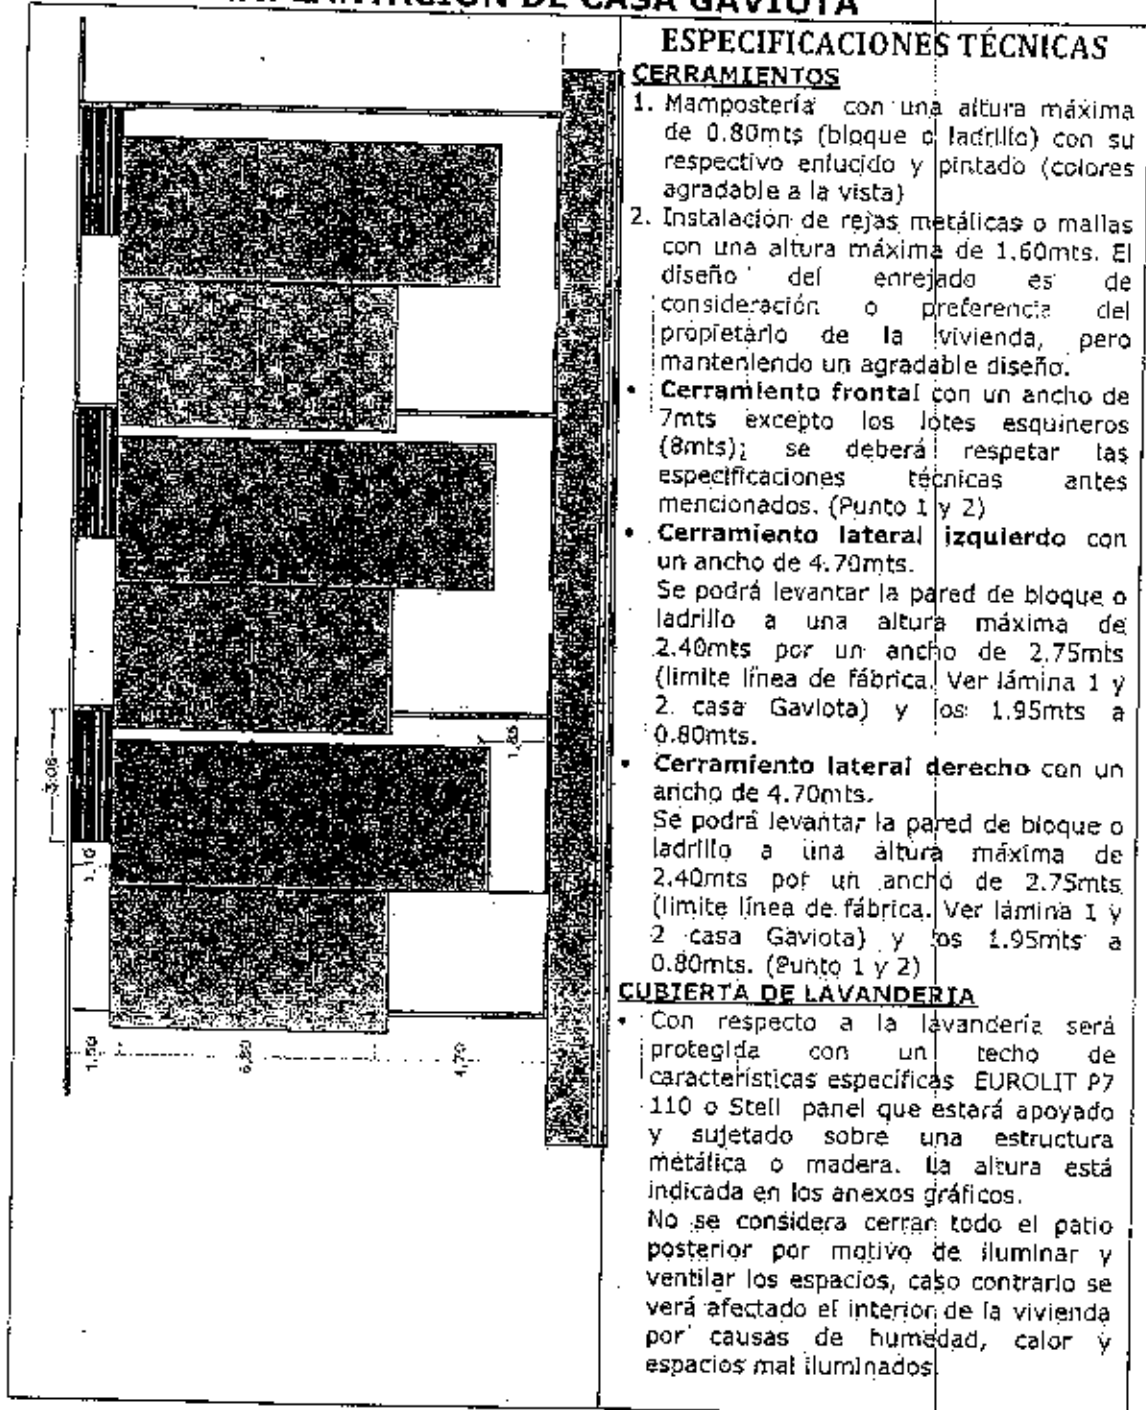 IMPLANTACIÓN DE CASA GAVIOTA
ESPECIFICACIONES TÉCNICAS
CERRAMIENTOS
1. Mampostería con una altura máxima
de 0.80mts (bloque o ladrillo) con su
respectivo enlucido y pintado (colores
agradable a la vista)
2. Instalación de rejas metálicas o mallas
con una altura máxima de 1.60mts. El
diseño del enrejado es de
consideración o preferencia del
propietario de la vivienda, pero
manteniendo un agradable diseño.
• Cerramiento frontal con un ancho de
7mts excepto los lotes esquineros
(8mts); se deberá respetar las
especificaciones técnicas antes
mencionados. (Punto 1 y 2)
• Cerramiento lateral izquierdo con
un ancho de 4.70mts.
Se podrá levantar la pared de bloque o
ladrillo a una altura máxima de
2.40mts por un ancho de 2.75mts
(limite línea de fábrica. Ver lámina 1 y
2 casa Gaviota) y los 1.95mts a
0.80mts.
• Cerramiento lateral derecho con un
ancho de 4.70mts.
Se podrá levantar la pared de bloque o
ladrillo a una altura máxima de
2.40mts por un ancho de 2.75mts
(limite línea de fábrica. Ver lámina 1 y
2 casa Gaviota) y los 1.95mts a
0.80mts. (Punto 1 y 2)
CUBIERTA DE LAVANDERIA
• Con respecto a la lavandería será
protegida con un techo de
características específicas EUROLIT P7
110 o Stell panel que estará apoyado
y sujetado sobre una estructura
metálica o madera. La altura está
indicada en los anexos gráficos.
No se considera cerrar todo el patio
posterior por motivo de iluminar y
ventilar los espacios, caso contrario se
verá afectado el interior de la vivienda
por causas de humedad, calor y
espacios mal iluminados.
1,85
1,10
1,50
6,80
4,70